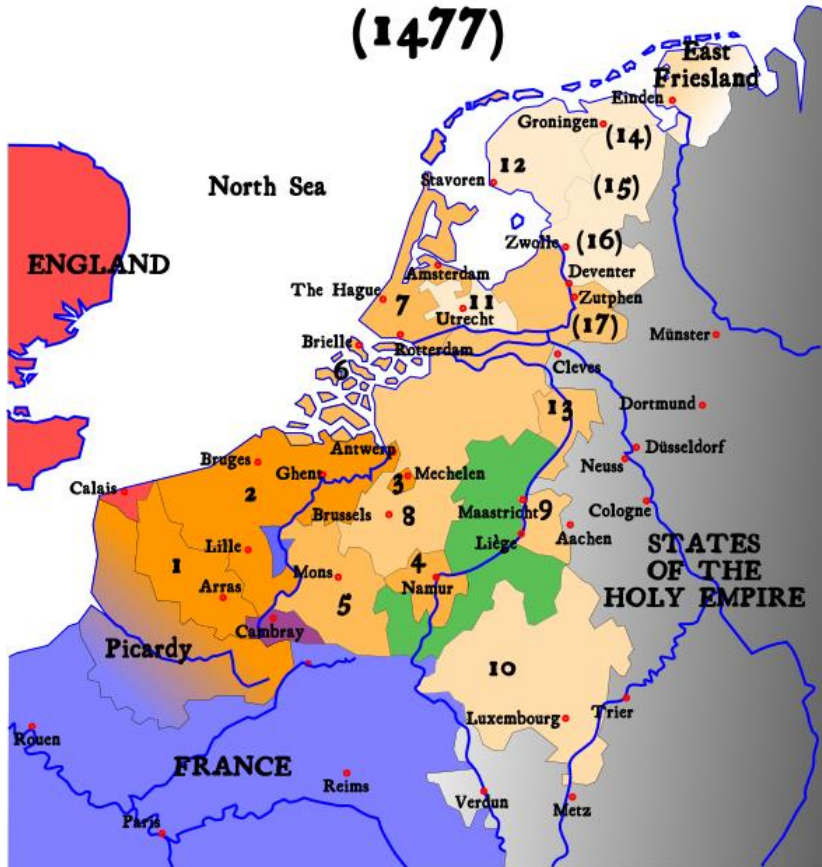 (1477)
East
Friesland
Einden
Groningen
(14)
12
Stavoren
(15)
North Sea
Zwolle
(16)
ENGLAND
Amsterdam
Deventer
The Hague
7
11
Zutphen
Utrecht
(17)
Brielle
Rotterdam
Münster
6
Cleves
13
Dortmund
Antwerp
Düsseldorf
Bruges
Ghent
3
Mechelen
Neuss
Calais
2
Maastricht
9
Cologne
Brussels
8
Aachen
Lille
Liège
STATES
OF THE
HOLY EMPIRE
1
4
Mons
Namur
Arras
5
Cambray
Picardy
10
Luxembourg
Trier
Rouen
FRANCE
Reims
Verdun
Metz
Paris